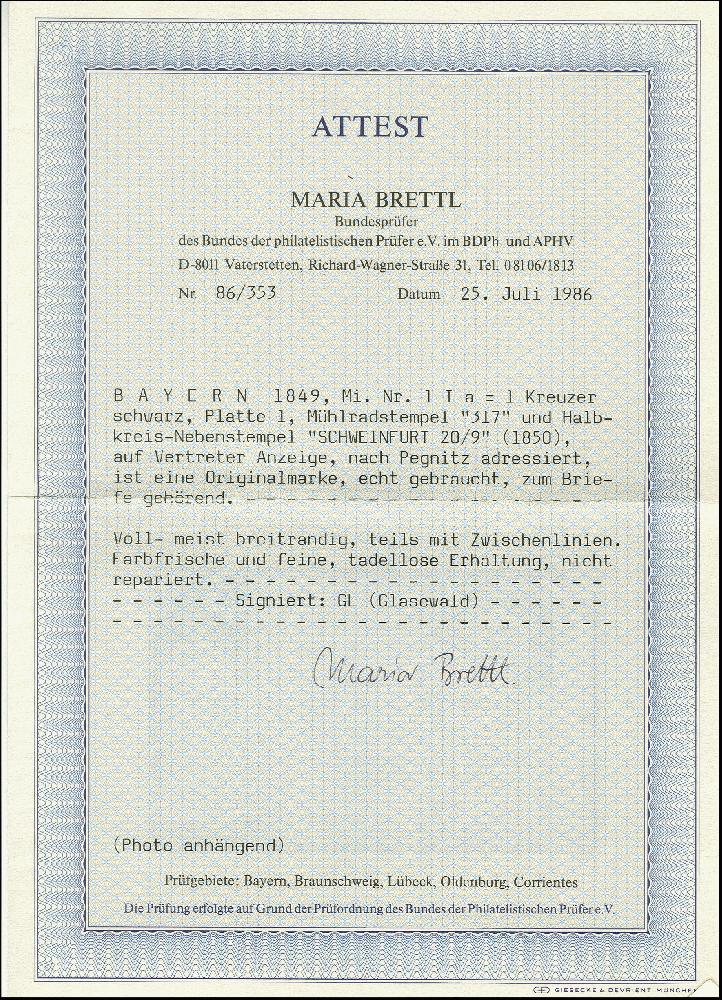 ATTEST
MARIA BRETTL
Bundesprüfer
des Bundes der philatelistischen Prüfer e.V. im BDPh und APHV
D-8011 Vaterstetten, Richard-Wagner-Straße 31, Tel. 08106/1813
Nr. 86/353 Datum 25. Juli 1986
B A Y E R N 1849, Mi. Nr. 1 I a = 1 Kreuzer
schwarz, Platte 1, Mühlradstempel "317" und Halb-
kreis-Nebenstempel "SCHWEINFURT 20/9" (1850),
auf Vertreter Anzeige, nach Pegnitz adressiert,
ist eine Originalmarke, echt gebraucht, zum Brie-
fe gehörend. - - - - - - - - - - - - - - - - - -
Voll- meist breitrandig, teils mit Zwischenlinien.
Farbfrische und feine, tadellose Erhaltung, nicht
repariert. - - - - - - - - - - - - - - - - - - -
- - - - - - Signiert: GL (Glasewald) - - - - - -
- - - - - - - - - - - - - - - - - - - - - - - - -
Maria Brettl
(Photo anhängend)
Prüfgebiete: Bayern, Braunschweig, Lübeck, Oldenburg, Corrientes
Die Prüfung erfolgte auf Grund der Prüfordnung des Bundes der Philatelistischen Prüfer e.V.
GIESECKE & DEVRIENT MÜNCHEN